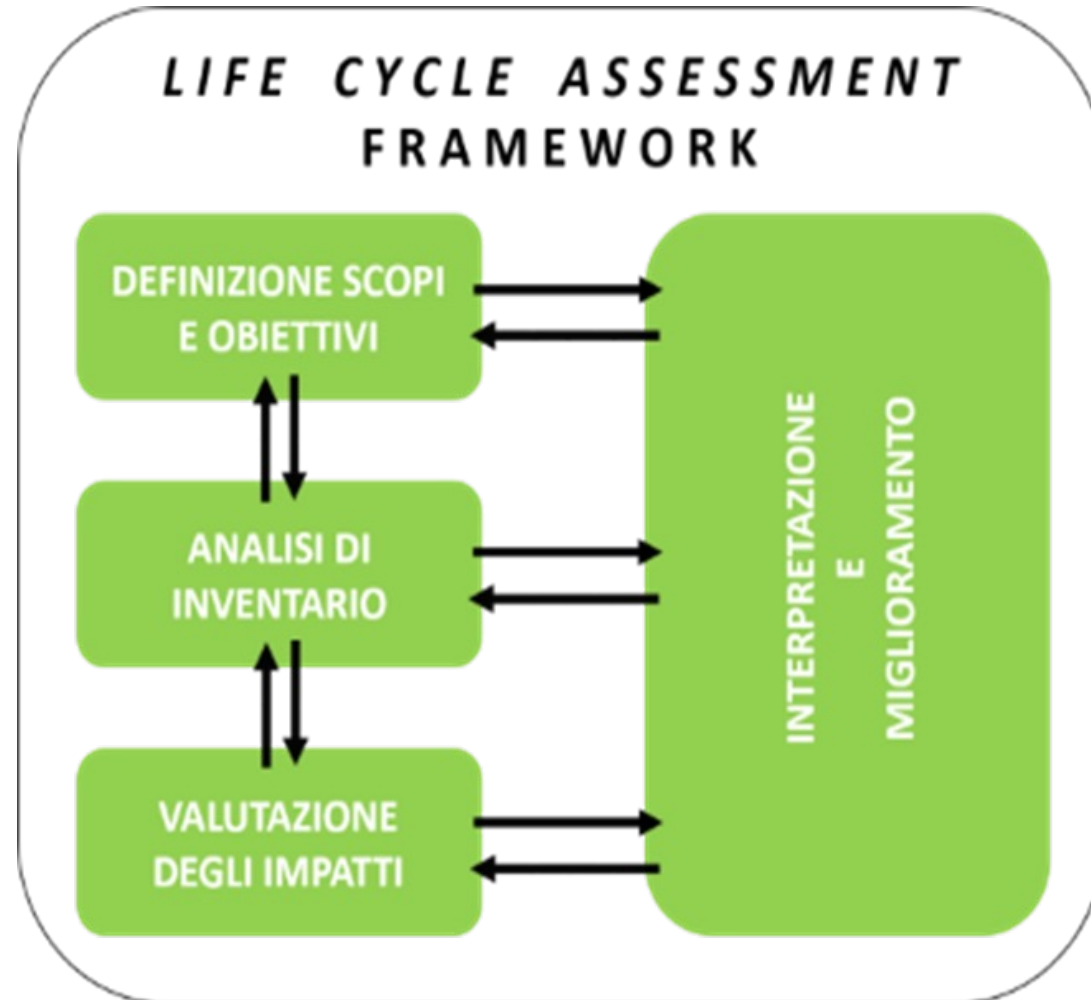 LIFE CYCLE ASSESSMENT
FRAMEWORK
DEFINIZIONE SCOPI
E OBIETTIVI
ANALISI DI
INVENTARIO
VALUTAZIONE
DEGLI IMPATTI
INTERPRETAZIONE
E
MIGLIORAMENTO